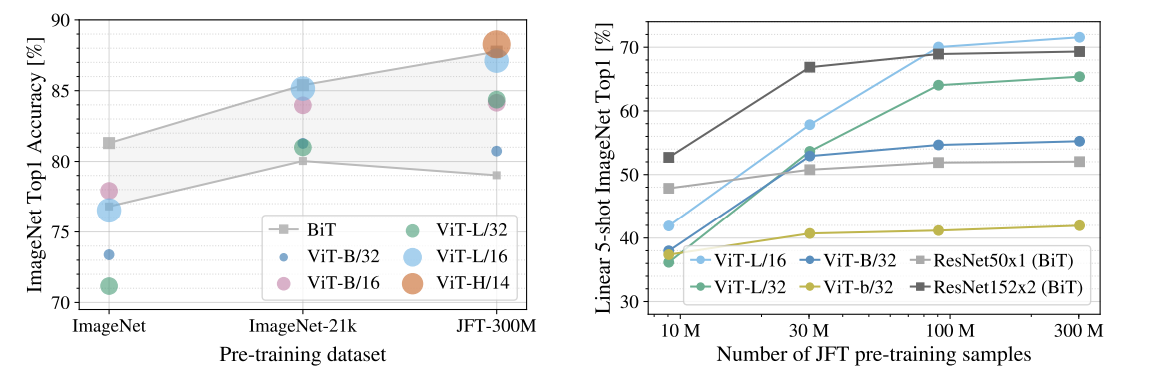 ImageNet Top1 Accuracy [%]
90
85
80
75
70
BiT
ViT-B/32
ViT-B/16
ViT-L/32
ViT-L/16
ViT-H/14
ImageNet
ImageNet-21k
JFT-300M
Pre-training dataset
Linear 5-shot ImageNet Top1 [%]
70
60
50
40
30
ViT-L/16
ViT-L/32
ViT-B/32
ViT-b/32
ResNet50x1 (BiT)
ResNet152x2 (BiT)
10 M
30 M
100 M
300 M
Number of JFT pre-training samples